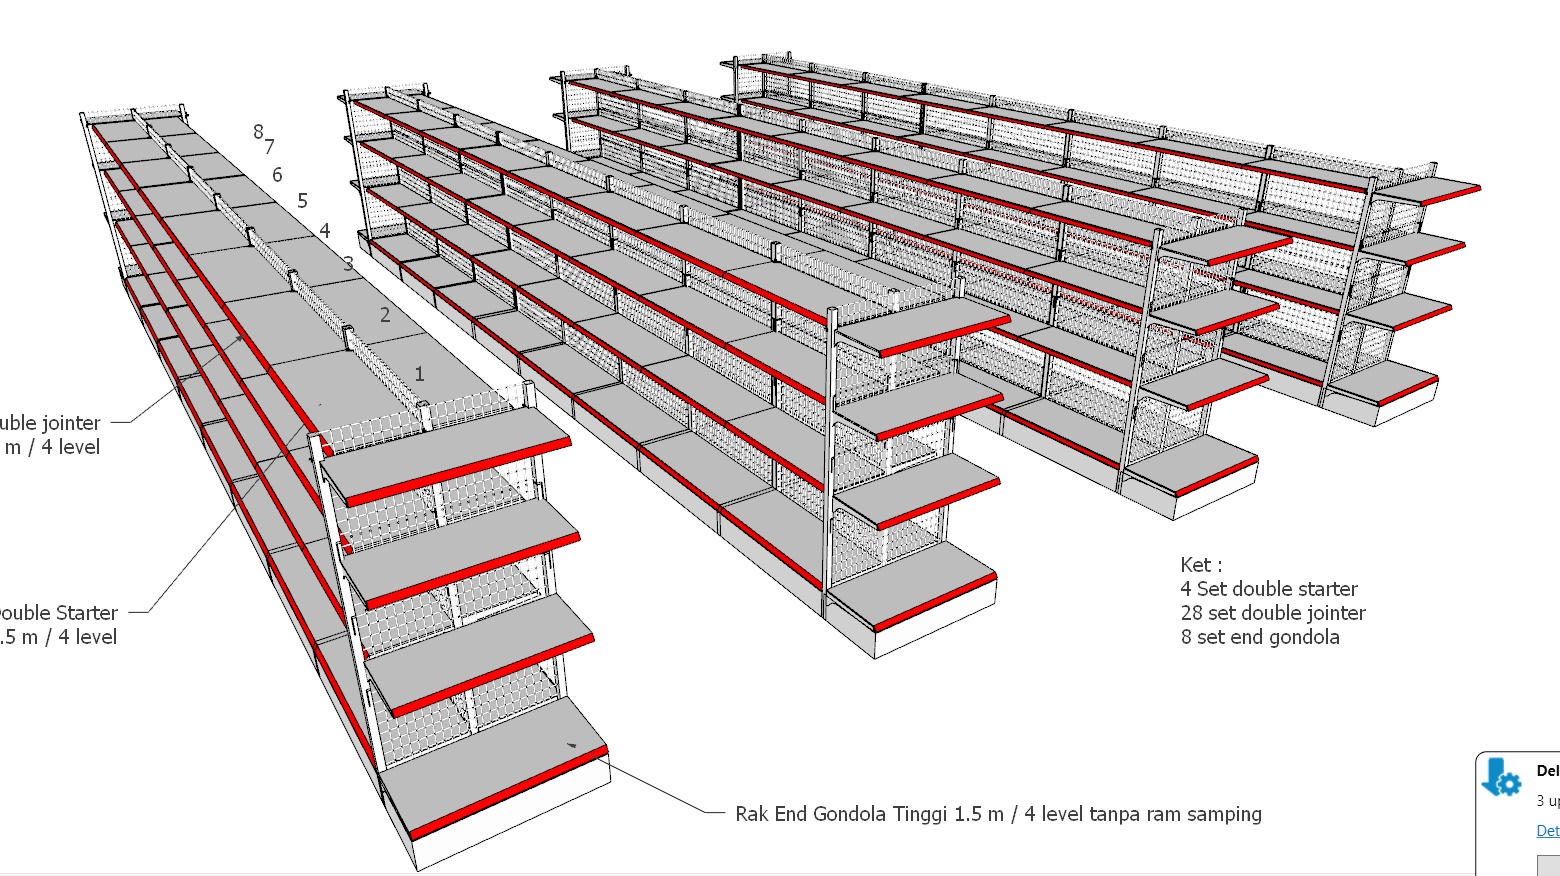 8
7
6
5
4
3
2
1
uble jointer
m / 4 level
ouble Starter
.5 m / 4 level
Ket :
4 Set double starter
28 set double jointer
8 set end gondola
Rak End Gondola Tinggi 1.5 m / 4 level tanpa ram samping
Del
3 up
Det